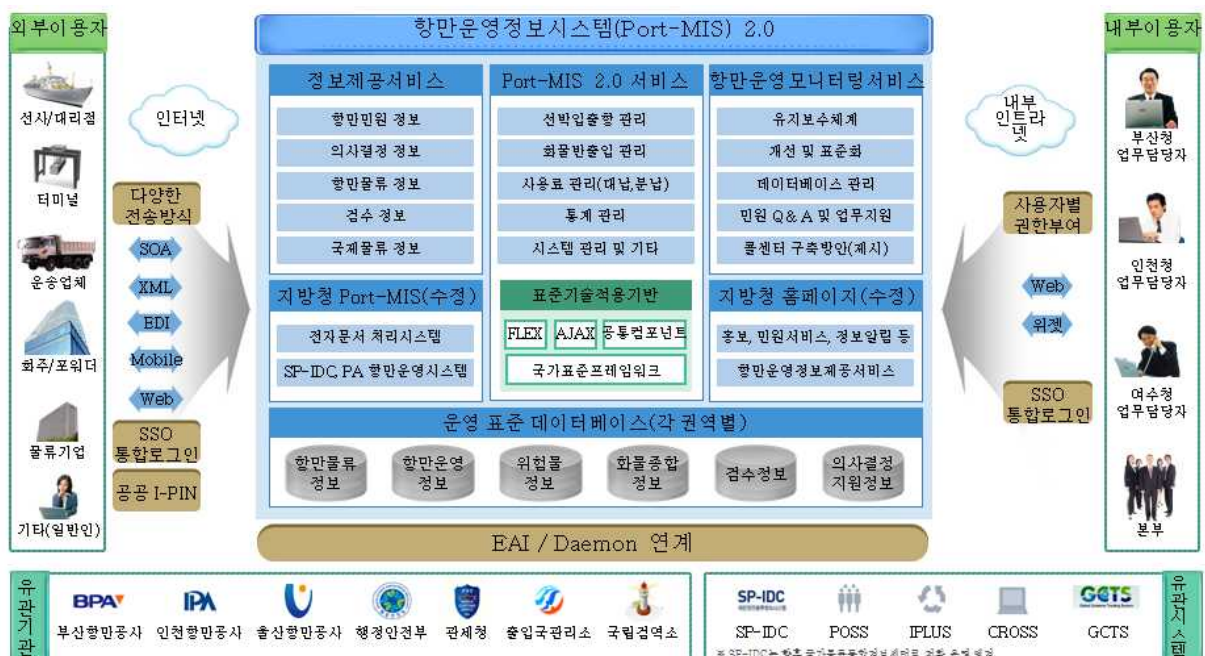 항만운영정보시스템(Port-MIS) 2.0
외부이용자
선사/대리점
터미널
운송업체
화주/포워더
물류기업
기타(일반인)
인터넷
다양한
전송방식
SOA
XML
EDI
Mobile
Web
SSO
통합로그인
공공 I-PIN
정보제공서비스
항만민원 정보
의사결정 정보
항만물류 정보
검수 정보
국제물류 정보
Port-MIS 2.0 서비스
선박입출항 관리
화물반출입 관리
사용료 관리(대납,분납)
통계 관리
시스템 관리 및 기타
항만운영모니터링서비스
유지보수체계
개선 및 표준화
데이터베이스 관리
민원 Q&A 및 업무지원
콜센터 구축방안(제시)
지방청 Port-MIS(수정)
전자문서 처리시스템
SP-IDC, PA 항만운영시스템
표준기술적용기반
FLEX
AJAX
공통컴포넌트
국가표준프레임워크
지방청 홈페이지(수정)
홍보, 민원서비스, 정보알림 등
항만운영정보제공서비스
운영 표준 데이터베이스(각 권역별)
항만물류
정보
항만운영
정보
위험물
정보
화물종합
정보
검수정보
의사결정
지원정보
EAI / Daemon 연계
내부
인트라
넷
사용자별
권한부여
Web
위젯
SSO
통합로그인
내부이용자
부산청
업무담당자
인천청
업무담당자
여수청
업무담당자
본부
유관기관
BPA
부산항만공사
IPA
인천항만공사
울산항만공사
행정안전부
관세청
출입국관리소
국립검역소
SP-IDC
SP-IDC
POSS
IPLUS
CROSS
GCTS
GCTS
유관시스템